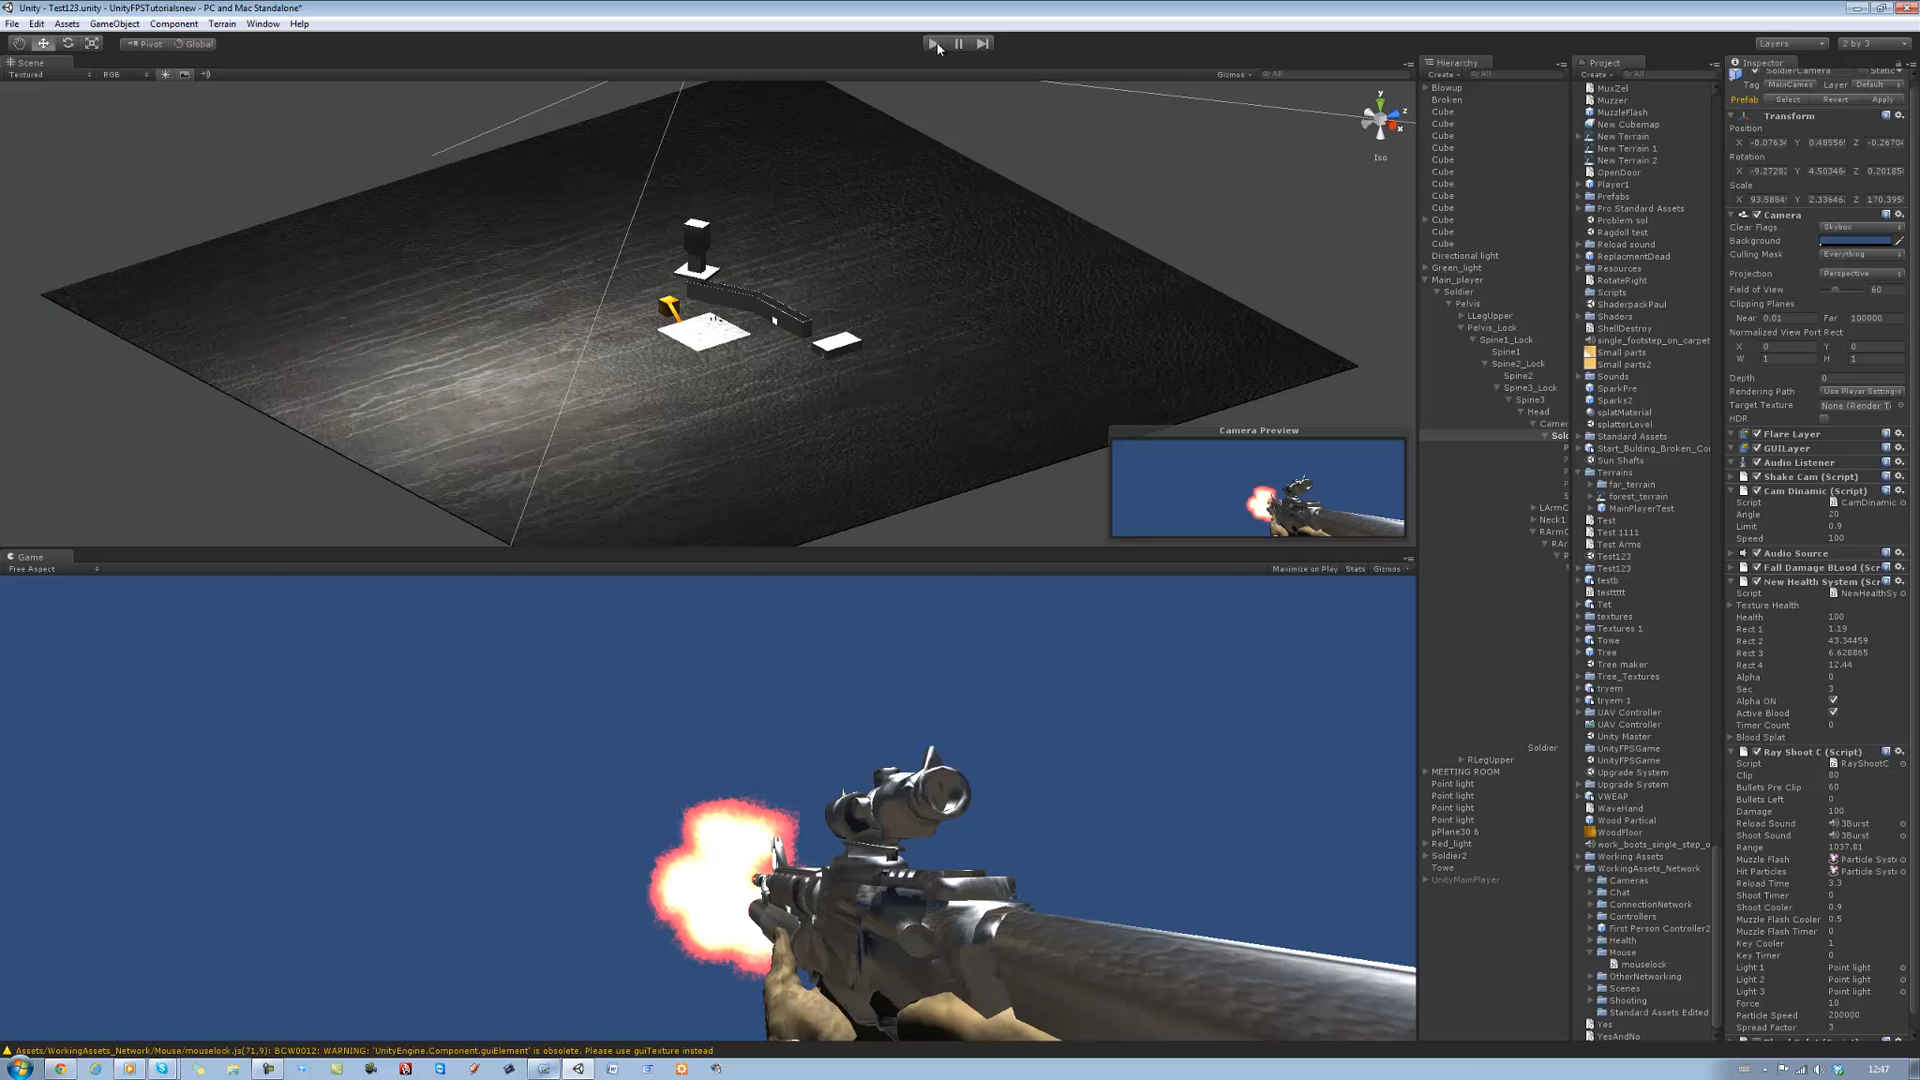 Unity - Test123.unity - UnityFPSTutorialsnew - PC and Mac Standalone*
File Edit Assets GameObject Component Terrain Window Help
Pivot Global
Layers 2 by 3
Scene
Textured RGB Gizmos All
Iso
Camera Preview
Game
Free Aspect Maximize on Play Stats Gizmos
Hierarchy
Create All
Blowup
Broken
Cube
Cube
Cube
Cube
Cube
Cube
Cube
Cube
Cube
Cube
Cube
Cube
Directional light
Green_light
Main_player
Soldier
Pelvis
LLegUpper
Pelvis_Lock
Spine1_Lock
Spine1
Spine2_Lock
Spine2
Spine3_Lock
Spine3
Head
Camer
Sol
LArmC
Neck1
RArmC
RAr
Soldier
RLegUpper
MEETING ROOM
Point light
Point light
Point light
Point light
pPlane30 6
Red_light
Soldier2
Towe
UnityMainPlayer
Project
Create All
MuxZel
Muzzer
MuzzleFlash
New Cubemap
New Terrain
New Terrain 1
New Terrain 2
OpenDoor
Player1
Prefabs
Pro Standard Assets
Problem sol
Ragdoll test
Reload sound
ReplacmentDead
Resources
RotateRight
Scripts
ShaderpackPaul
Shaders
ShellDestroy
single_footstep_on_carpet
Small parts
Small parts2
Sounds
SparkPre
Sparks2
splatMaterial
splatterLevel
Standard Assets
Start_Bulding_Broken_Co
Sun Shafts
Terrains
far_terrain
forest_terrain
MainPlayerTest
Test
Test 1111
Test Arms
Test123
Test123
testb
testtttt
Tet
textures
Textures 1
Towe
Tree
Tree maker
Tree_Textures
tryem
tryem 1
UAV Controller
UAV Controller
Unity Master
UnityFPSGame
UnityFPSGame
Upgrade System
Upgrade System
VWEAP
WaveHand
Wood Partical
WoodFloor
work_boots_single_step_o
Working Assets
WorkingAssets_Network
Cameras
Chat
ConnectionNetwork
Controllers
First Person Controller2
Health
Mouse
mouselock
OtherNetworking
Scenes
Shooting
Standard Assets Edited
Yes
YesAndNo
Inspector
SoldierCamera Static
Tag MainCamera Layer Default
Prefab Select Revert Apply
Transform
Position
X -0.0763 Y 0.48556 Z -0.2670
Rotation
X -9.2728 Y 4.50346 Z 0.20185
Scale
X 93.5884 Y 2.33646 Z 170.395
Camera
Clear Flags Skybox
Background
Culling Mask Everything
Projection Perspective
Field of View 60
Clipping Planes
Near 0.01 Far 100000
Normalized View Port Rect
X 0 Y 0
W 1 H 1
Depth 0
Rendering Path Use Player Settings
Target Texture None (Render T
HDR
Flare Layer
GUILayer
Audio Listener
Shake Cam (Script)
Cam Dinamic (Script)
Script CamDinamic
Angle 20
Limit 0.9
Speed 100
Audio Source
Fall Damage BLood (Scr
New Health System (Scr
Script NewHealthSy
Texture Health
Health 100
Rect 1 1.19
Rect 2 43.34459
Rect 3 6.628865
Rect 4 12.44
Alpha 0
Sec 3
Alpha ON
Active Blood
Timer Count 0
Blood Splat
Ray Shoot C (Script)
Script RayShootC
Clip 80
Bullets Pre Clip 60
Bullets Left 0
Damage 100
Reload Sound 3Burst
Shoot Sound 3Burst
Range 1037.81
Muzzle Flash Particle Syst
Hit Particles Particle Syst
Reload Time 3.3
Shoot Timer 0
Shoot Cooler 0.9
Muzzle Flash Cooler 0.5
Muzzle Flash Timer 0
Key Cooler 1
Key Timer 0
Light 1 Point light
Light 2 Point light
Light 3 Point light
Force 10
Particle Speed 200000
Spread Factor 3
Assets/WorkingAssets_Network/Mouse/mouselock.js(71,9): BCW0012: WARNING: 'UnityEngine.Component.guiElement' is obsolete. Please use guiTexture instead
12:47